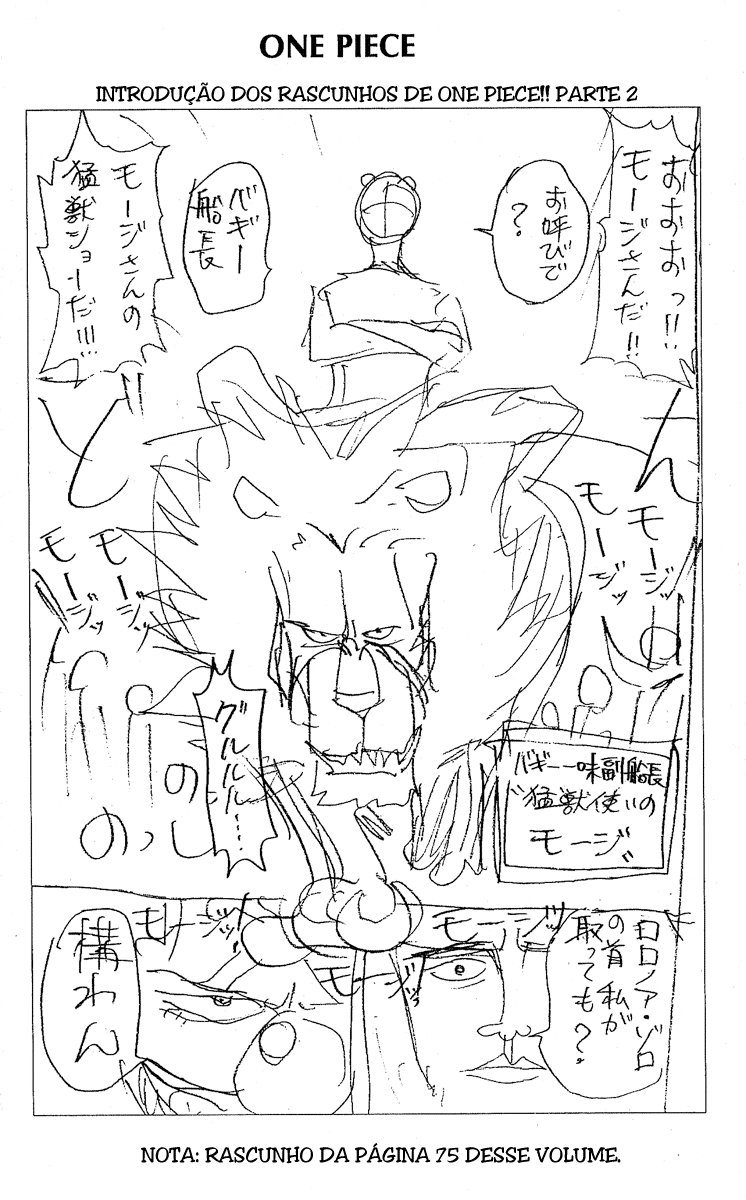 ONE PIECE
INTRODUÇÃO DOS RASCUNHOS DE ONE PIECE!! PARTE 2
おおおっ!!
モージさんだ!!
お呼びで
?
バギー
船長
モージさんの
猛獣ショーだ!!!
ん
ど
モージッ
モージッ
モージッ
モージッ
グルルル…
のっし
の
バギー一味副船長
“猛獣使いの
モージ”
ロロノア・ゾロ
の首私が
取っても?
モージッ
モージッ
モージッ
構わん
NOTA: RASCUNHO DA PÁGINA 75 DESSE VOLUME.